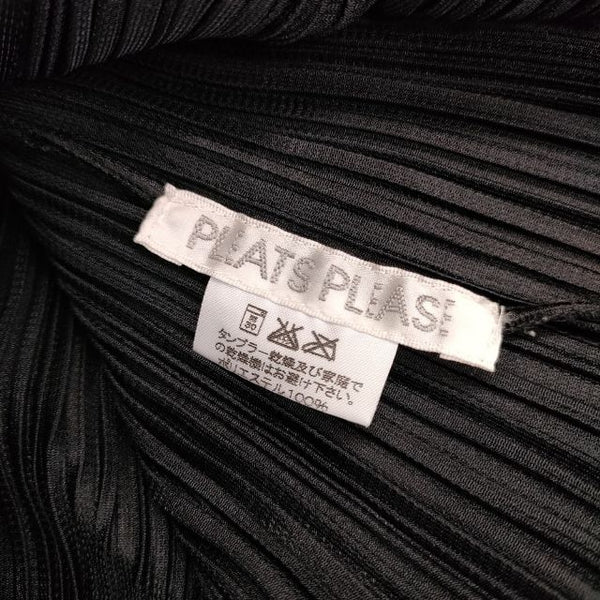 PLEATS PLEASE
タンブラー乾燥及び家庭で
の乾燥機はお避け下さい。
ポリエステル100%